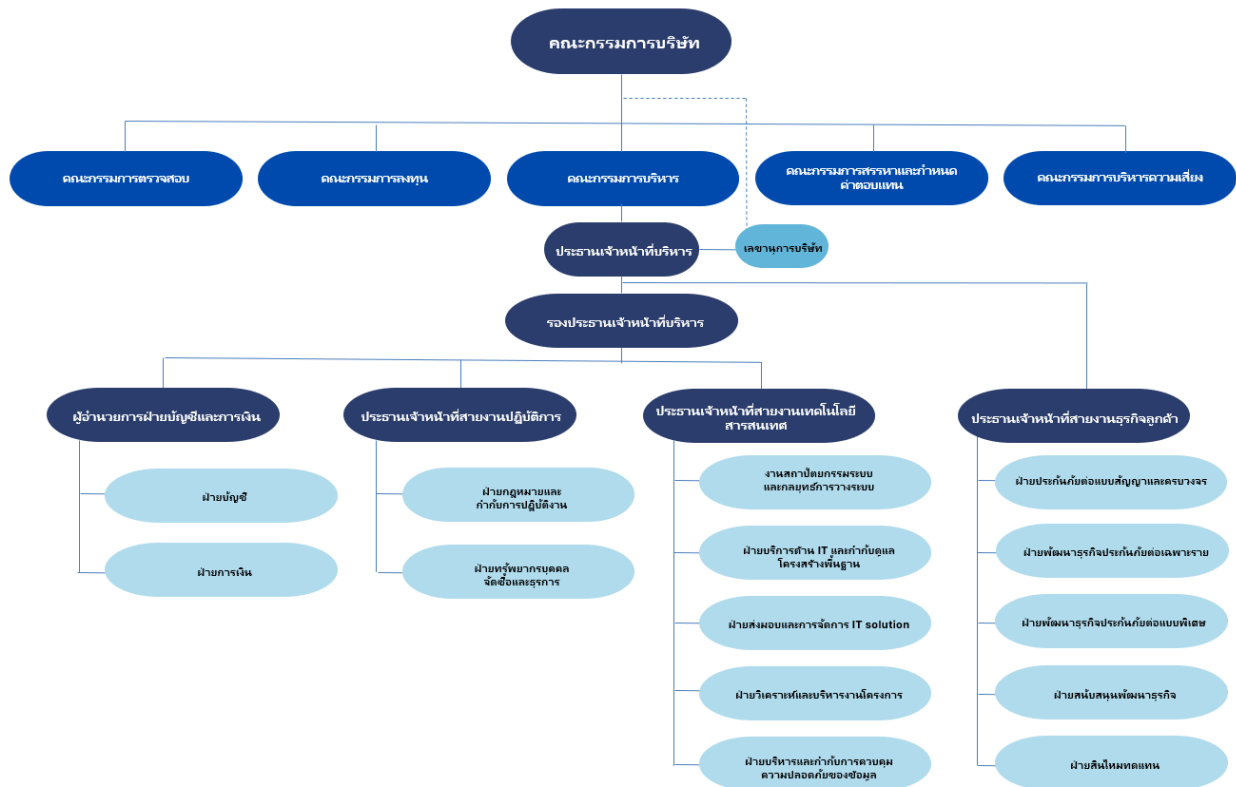 คณะกรรมการบริษัท
คณะกรรมการตรวจสอบ
คณะกรรมการลงทุน
คณะกรรมการบริหาร
คณะกรรมการสรรหาและกำหนด
ค่าตอบแทน
คณะกรรมการบริหารความเสี่ยง
ประธานเจ้าหน้าที่บริหาร
เลขานุการบริษัท
รองประธานเจ้าหน้าที่บริหาร
ผู้อำนวยการฝ่ายบัญชีและการเงิน
ประธานเจ้าหน้าที่สายงานปฏิบัติการ
ประธานเจ้าหน้าที่สายงานเทคโนโลยี
สารสนเทศ
ประธานเจ้าหน้าที่สายงานธุรกิจลูกค้า
ฝ่ายบัญชี
ฝ่ายการเงิน
ฝ่ายกฎหมายและ
กำกับการปฏิบัติงาน
ฝ่ายทรัพยากรบุคคล
จัดซื้อและธุรการ
งานสถาปัตยกรรมระบบ
และกลยุทธ์การวางระบบ
ฝ่ายบริการด้าน IT และกำกับดูแล
โครงสร้างพื้นฐาน
ฝ่ายส่งมอบและการจัดการ IT solution
ฝ่ายวิเคราะห์และบริหารงานโครงการ
ฝ่ายบริหารและกำกับการควบคุม
ความปลอดภัยของข้อมูล
ฝ่ายประกันภัยต่อแบบสัญญาและครบวงจร
ฝ่ายพัฒนาธุรกิจประกันภัยต่อเฉพาะราย
ฝ่ายพัฒนาธุรกิจประกันภัยต่อแบบพิเศษ
ฝ่ายสนับสนุนพัฒนาธุรกิจ
ฝ่ายสินไหมทดแทน